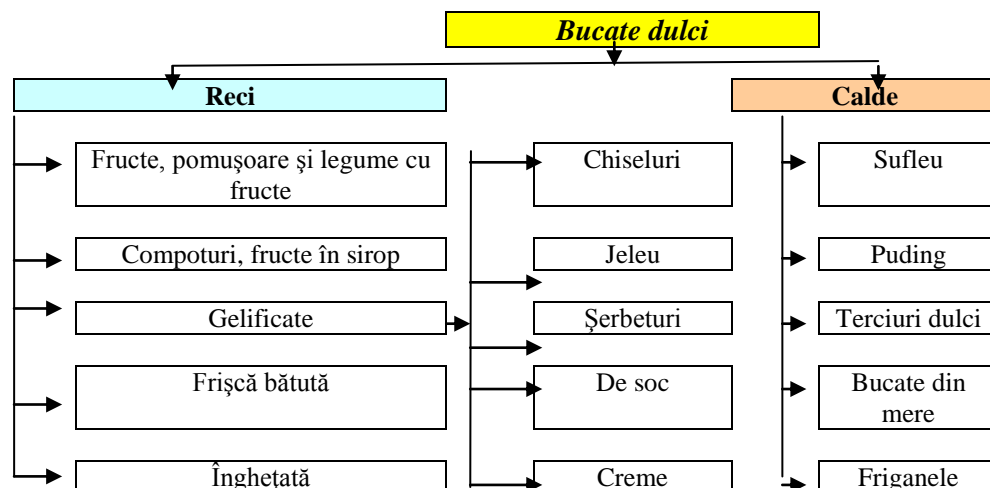 Bucate dulci
Reci
Calde
Fructe, pomuşoare şi legume cu
fructe
Chiseluri
Sufleu
Compoturi, fructe în sirop
Jeleu
Puding
Gelificate
Şerbeturi
Terciuri dulci
Frişcă bătută
De soc
Bucate din
mere
Îngheţată
Creme
Friganele